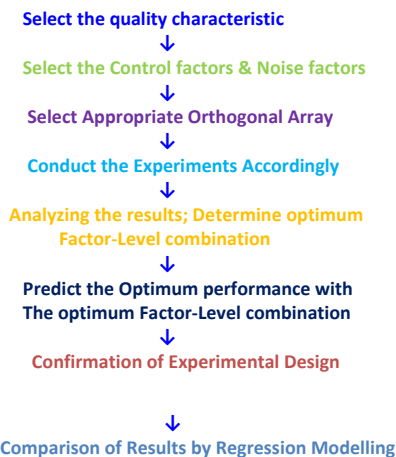 Select the quality characteristic
↓
Select the Control factors & Noise factors
↓
Select Appropriate Orthogonal Array
↓
Conduct the Experiments Accordingly
↓
Analyzing the results; Determine optimum
Factor-Level combination
↓
Predict the Optimum performance with
The optimum Factor-Level combination
↓
Confirmation of Experimental Design
↓
Comparison of Results by Regression Modelling